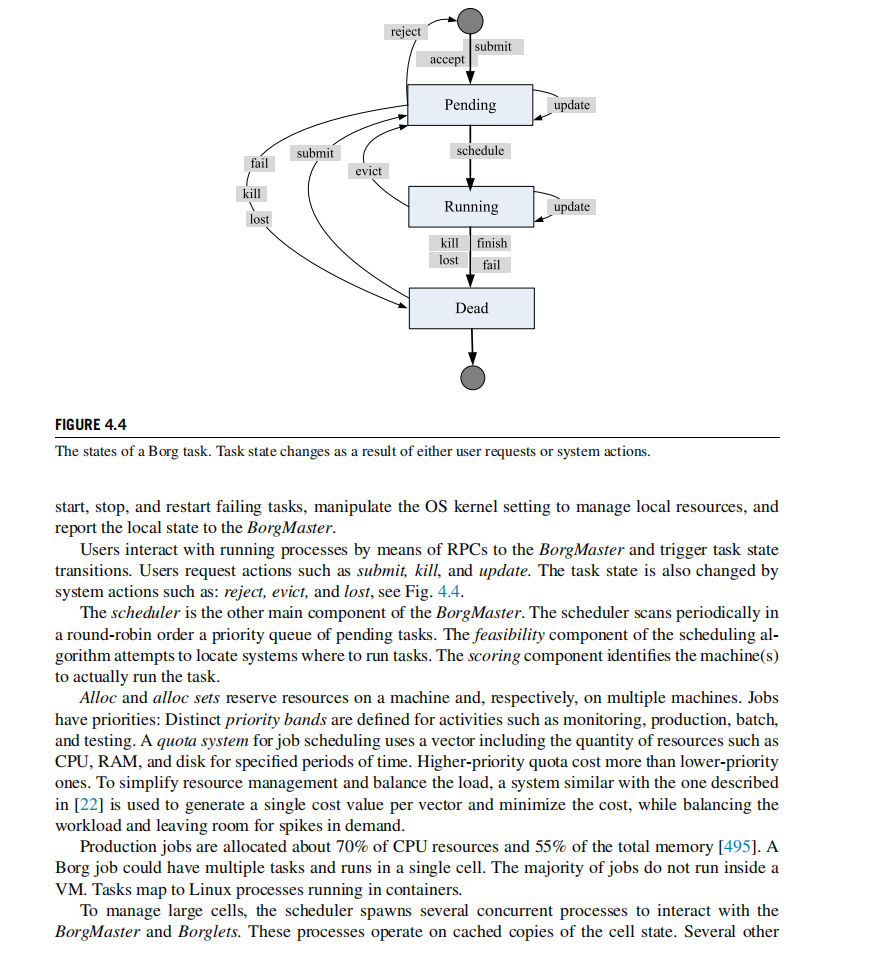 reject
submit
accept
Pending
update
submit
schedule
fail
evict
kill
Running
update
lost
kill
finish
lost
fail
Dead
FIGURE 4.4
The states of a Borg task. Task state changes as a result of either user requests or system actions.
start, stop, and restart failing tasks, manipulate the OS kernel setting to manage local resources, and
report the local state to the BorgMaster.
Users interact with running processes by means of RPCs to the BorgMaster and trigger task state
transitions. Users request actions such as submit, kill, and update. The task state is also changed by
system actions such as: reject, evict, and lost, see Fig. 4.4.
The scheduler is the other main component of the BorgMaster. The scheduler scans periodically in
a round-robin order a priority queue of pending tasks. The feasibility component of the scheduling al-
gorithm attempts to locate systems where to run tasks. The scoring component identifies the machine(s)
to actually run the task.
Alloc and alloc sets reserve resources on a machine and, respectively, on multiple machines. Jobs
have priorities: Distinct priority bands are defined for activities such as monitoring, production, batch,
and testing. A quota system for job scheduling uses a vector including the quantity of resources such as
CPU, RAM, and disk for specified periods of time. Higher-priority quota cost more than lower-priority
ones. To simplify resource management and balance the load, a system similar with the one described
in [22] is used to generate a single cost value per vector and minimize the cost, while balancing the
workload and leaving room for spikes in demand.
Production jobs are allocated about 70% of CPU resources and 55% of the total memory [495]. A
Borg job could have multiple tasks and runs in a single cell. The majority of jobs do not run inside a
VM. Tasks map to Linux processes running in containers.
To manage large cells, the scheduler spawns several concurrent processes to interact with the
BorgMaster and Borglets. These processes operate on cached copies of the cell state. Several other